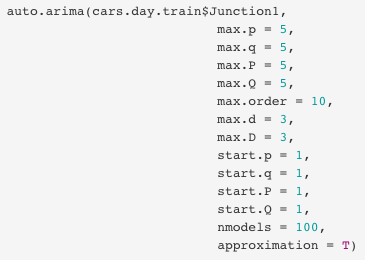 auto.arima(cars.day.train$Junction1,
max.p = 5,
max.q = 5,
max.P = 5,
max.Q = 5,
max.order = 10,
max.d = 3,
max.D = 3,
start.p = 1,
start.q = 1,
start.P = 1,
start.Q = 1,
nmodels = 100,
approximation = T)